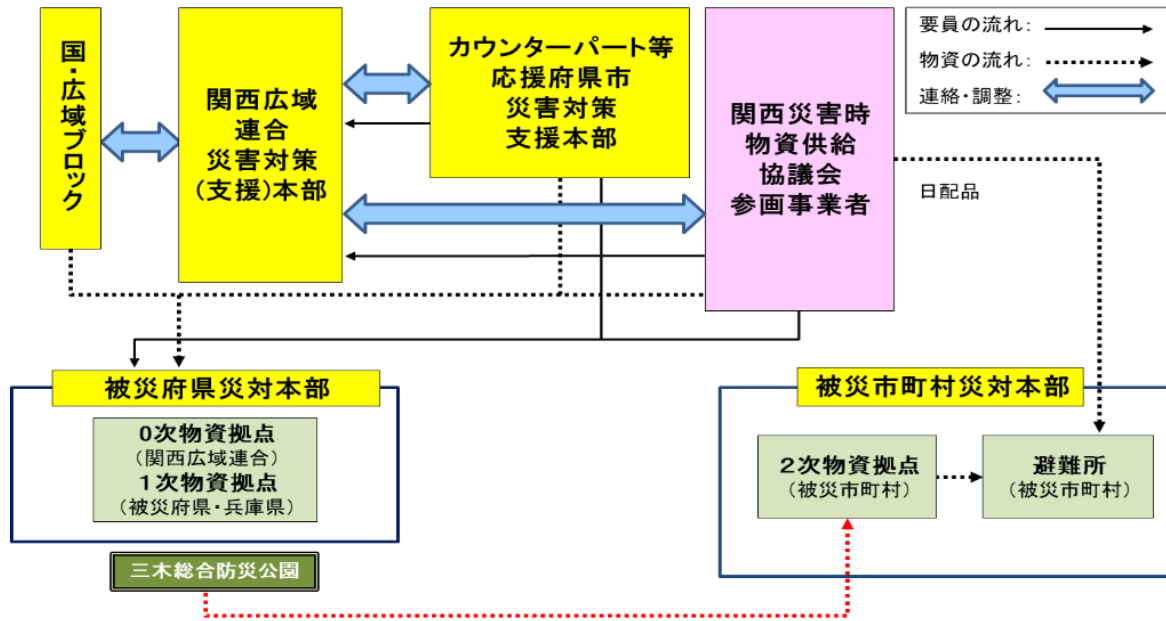 国・広域ブロック
関西広域
連合
災害対策
(支援)本部
カウンターパート等
応援府県市
災害対策
支援本部
関西災害時
物資供給
協議会
参画事業者
要員の流れ:
物資の流れ:
連絡・調整:
日配品
被災府県災対本部
0次物資拠点
(関西広域連合)
1次物資拠点
(被災府県・兵庫県)
三木総合防災公園
被災市町村災対本部
2次物資拠点
(被災市町村)
避難所
(被災市町村)